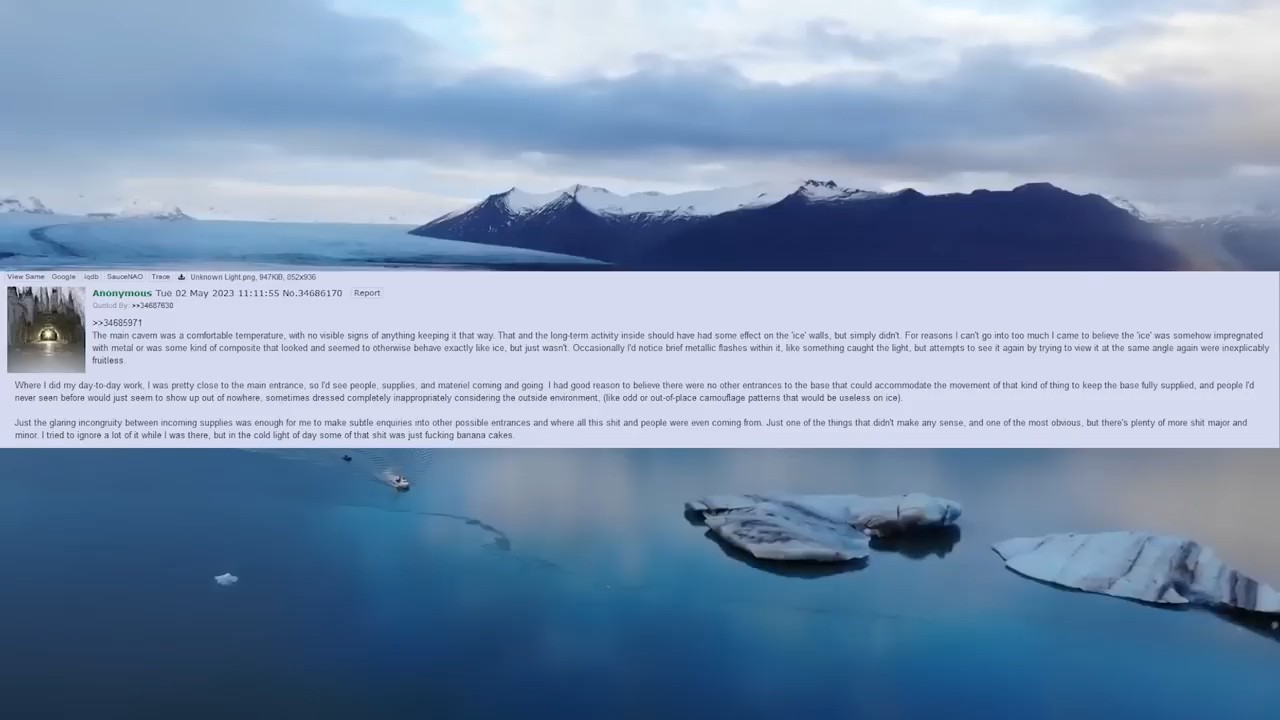 View Same Google iqdb SauceNAO Trace Unknown Light.png, 947KiB, 852x936
Anonymous Tue 02 May 2023 11:11:55 No.34686170 Report
Quoted By: >>34687630
>>34685971
The main cavern was a comfortable temperature, with no visible signs of anything keeping it that way. That and the long-term activity inside should have had some effect on the 'ice' walls, but simply didn't. For reasons I can't go into too much I came to believe the 'ice' was somehow impregnated
with metal or was some kind of composite that looked and seemed to otherwise behave exactly like ice, but just wasn't. Occasionally I'd notice brief metallic flashes within it, like something caught the light, but attempts to see it again by trying to view it at the same angle again were inexplicably
fruitless.
Where I did my day-to-day work, I was pretty close to the main entrance, so I'd see people, supplies, and materiel coming and going. I had good reason to believe there were no other entrances to the base that could accommodate the movement of that kind of thing to keep the base fully supplied, and people I'd
never seen before would just seem to show up out of nowhere, sometimes dressed completely inappropriately considering the outside environment, (like odd or out-of-place camouflage patterns that would be useless on ice).
Just the glaring incongruity between incoming supplies was enough for me to make subtle enquiries into other possible entrances and where all this shit and people were even coming from. Just one of the things that didn't make any sense, and one of the most obvious, but there's plenty of more shit major and
minor. I tried to ignore a lot of it while I was there, but in the cold light of day some of that shit was just fucking banana cakes.